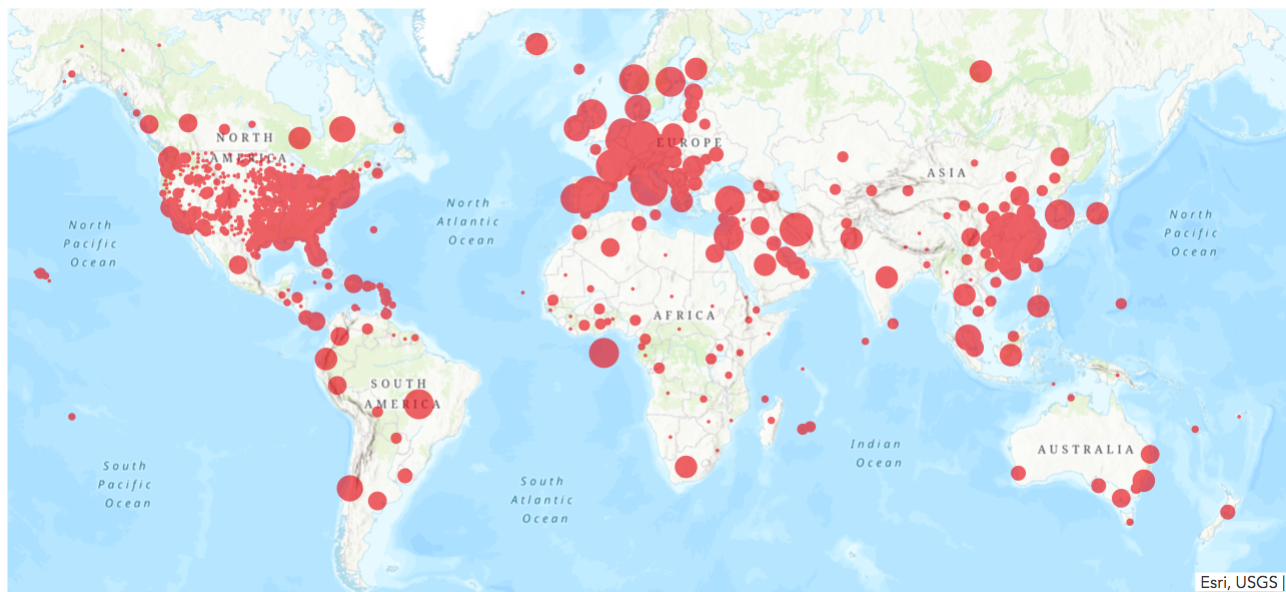 NORTH
AMERICA
North
Pacific
Ocean
North
Atlantic
Ocean
EUROPE
ASIA
North
Pacific
Ocean
AFRICA
SOUTH
AMERICA
South
Pacific
Ocean
South
Atlantic
Ocean
Indian
Ocean
AUSTRALIA
Esri, USGS |